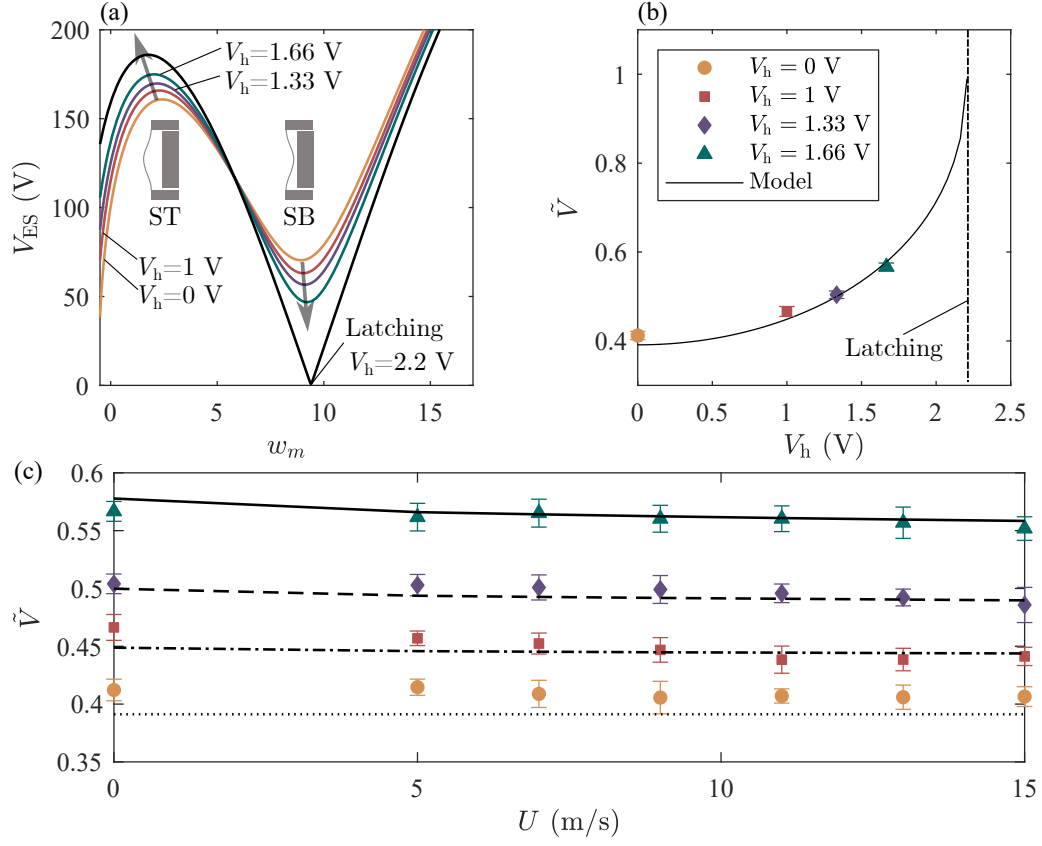 (a)
200
150
100
50
0
V_ES (V)
V_h=1.66 V
V_h=1.33 V
ST
SB
V_h=1 V
V_h=0 V
Latching
V_h=2.2 V
0
5
10
15
w_m
(b)
1
0.8
0.6
0.4
Ṽ
V_h = 0 V
V_h = 1 V
V_h = 1.33 V
V_h = 1.66 V
Model
Latching
0
0.5
1
1.5
2
2.5
V_h (V)
(c)
0.6
0.55
0.5
0.45
0.4
0.35
Ṽ
0
5
10
15
U (m/s)